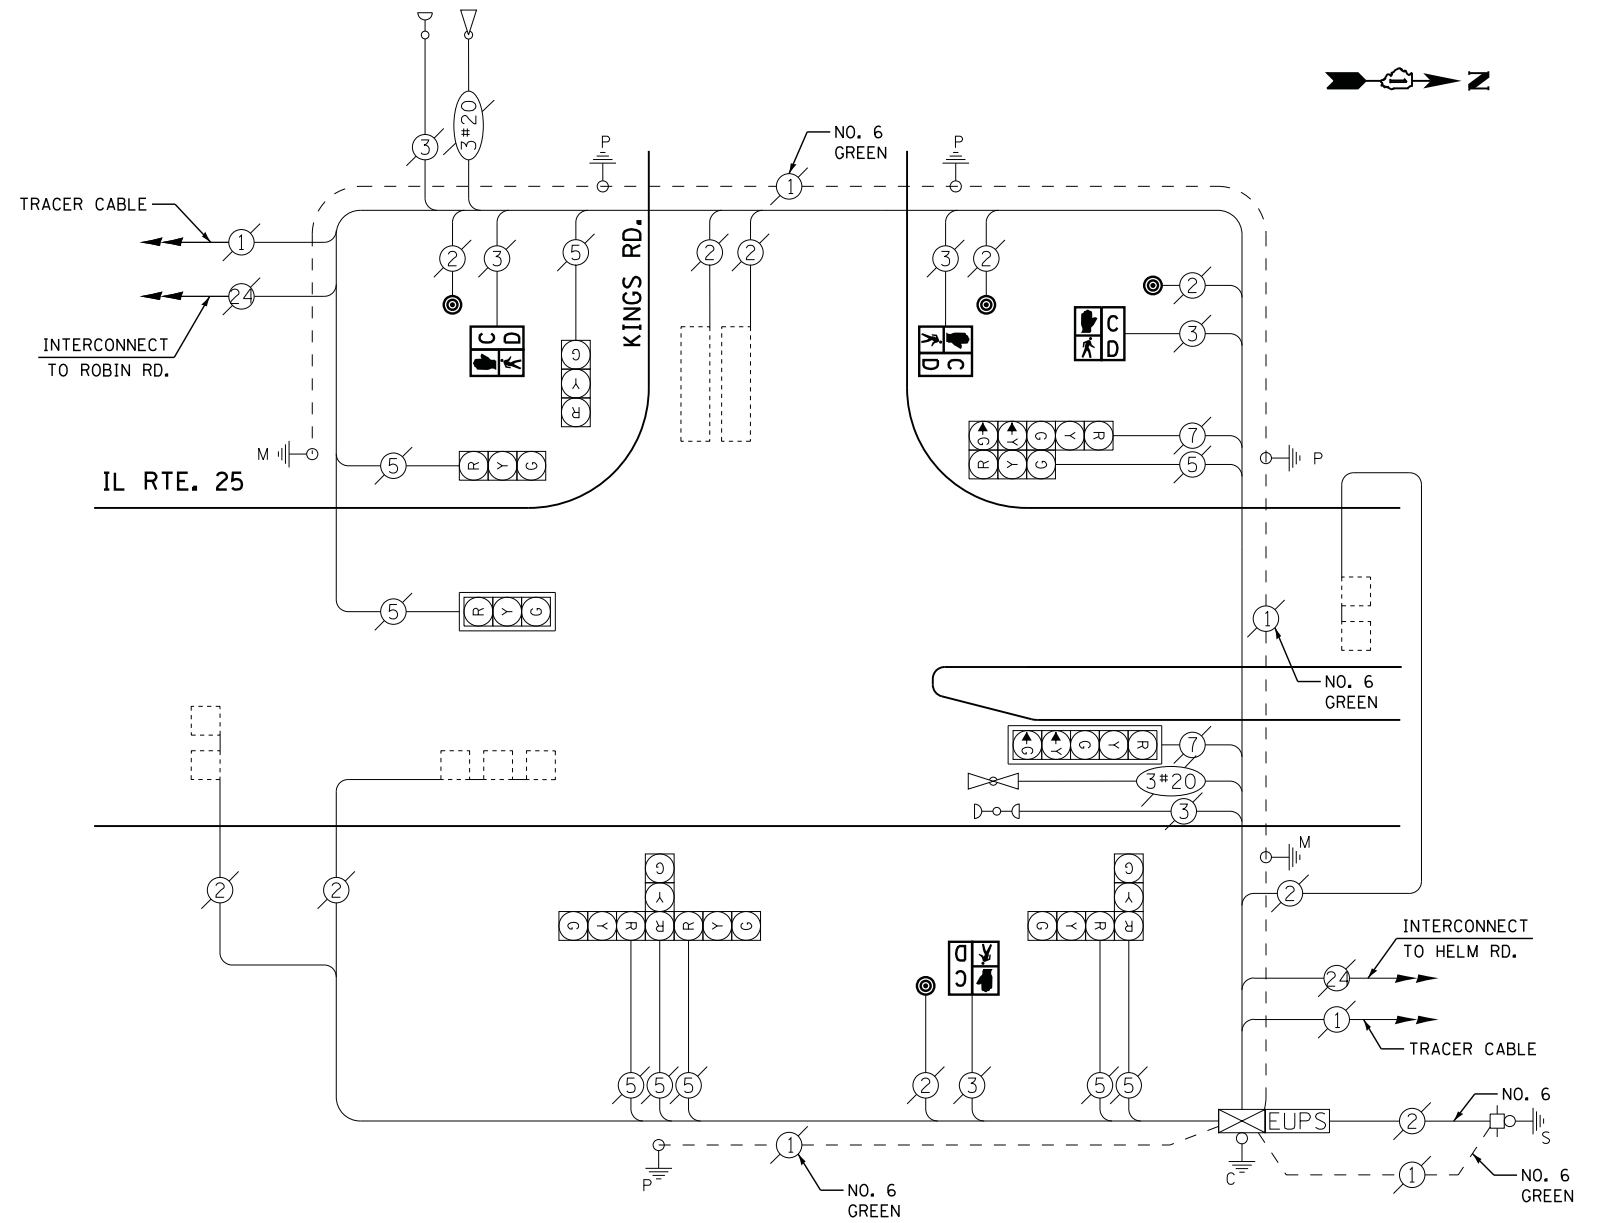 3
3#20
N
P
P
NO. 6
GREEN
1
TRACER CABLE
1
KINGS RD.
2
3
5
2
2
3
2
24
2
INTERCONNECT
TO ROBIN RD.
C D
C D
C
D
3
G
Y
R
G Y G Y R
7
M
R Y G
5
R Y G
5
P
IL RTE. 25
5
R Y G
1
NO. 6
GREEN
G Y G Y R
7
3#20
3
M
2
2
2
G
Y
G Y R R R Y G
G
Y
G Y R R
INTERCONNECT
TO HELM RD.
D
C
24
1
TRACER CABLE
5
5
5
2
3
5
5
NO. 6
EUPS
2
S
1
P
C
1
NO. 6
GREEN
NO. 6
GREEN